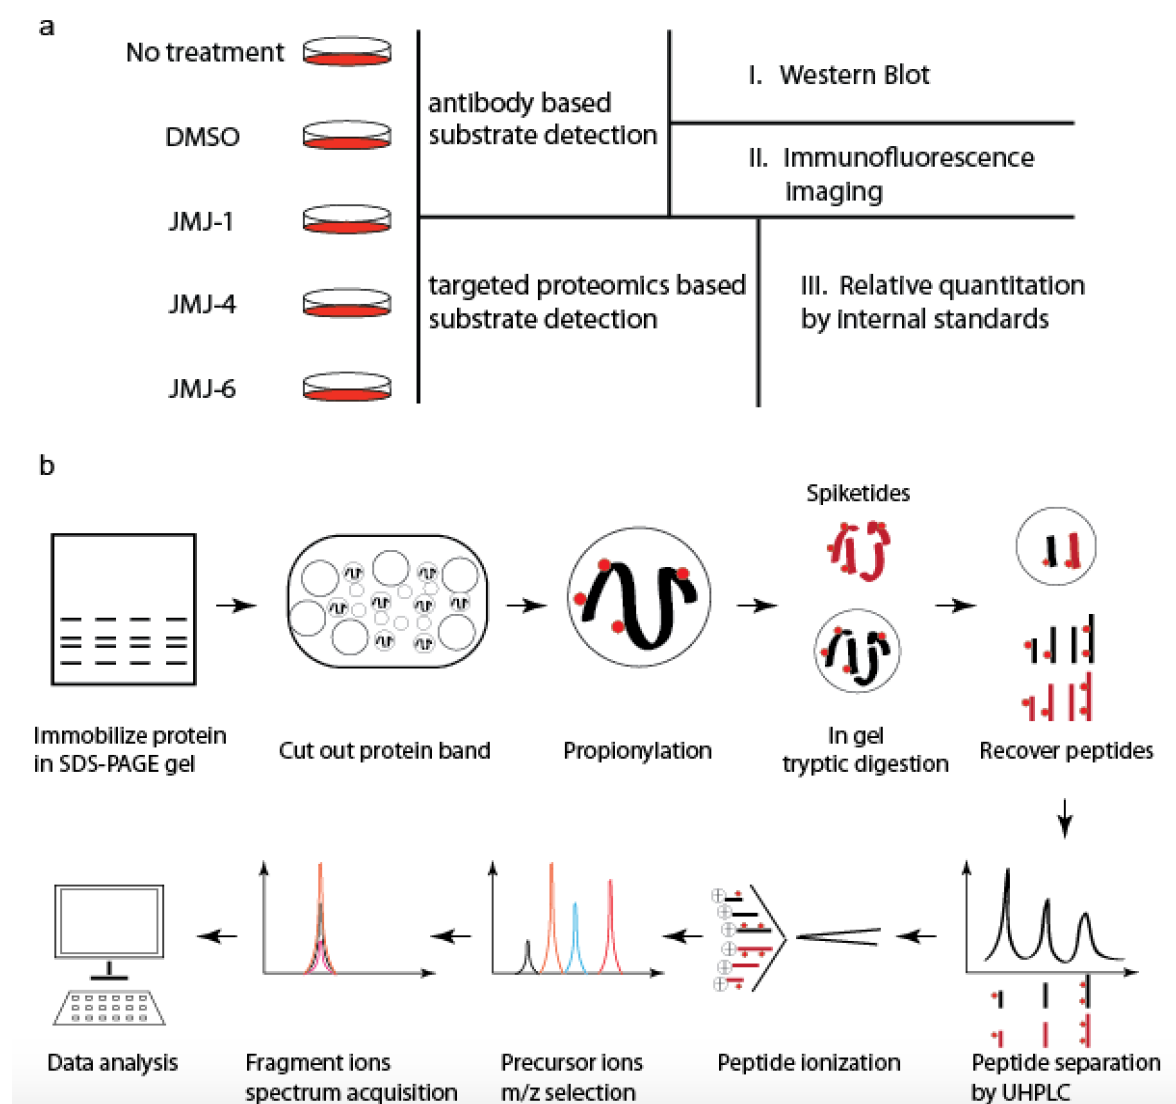 a
No treatment
DMSO
JMJ-1
JMJ-4
JMJ-6
antibody based
substrate detection
I. Western Blot
II. Immunofluorescence
imaging
targeted proteomics based
substrate detection
III. Relative quantitation
by internal standards
b
Immobilize protein
in SDS-PAGE gel
Cut out protein band
Propionylation
Spiketides
In gel
tryptic digestion
Recover peptides
Data analysis
Fragment ions
spectrum acquisition
Precursor ions
m/z selection
Peptide ionization
Peptide separation
by UHPLC